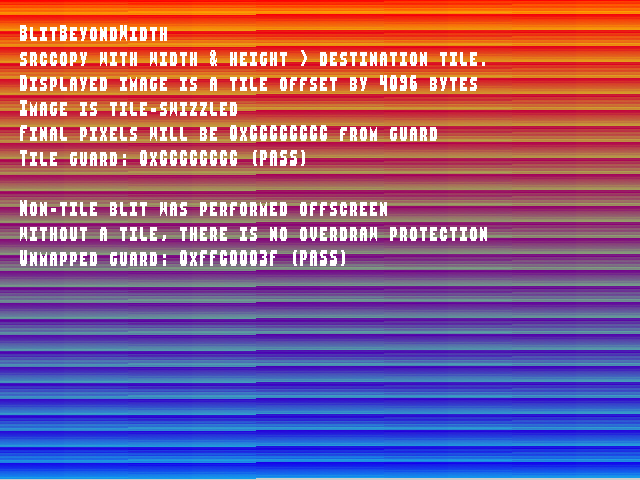 BlitBeyondWidth
srccopy with width & height > destination tile.
Displayed image is a tile offset by 4096 bytes
Image is tile-swizzled
Final pixels will be 0xCCCCCCCC from guard
Tile guard: 0xCCCCCCCC (PASS)
Non-tile blit was performed offscreen
without a tile, there is no overdraw protection
Unmapped guard: 0xFFC0003F (PASS)